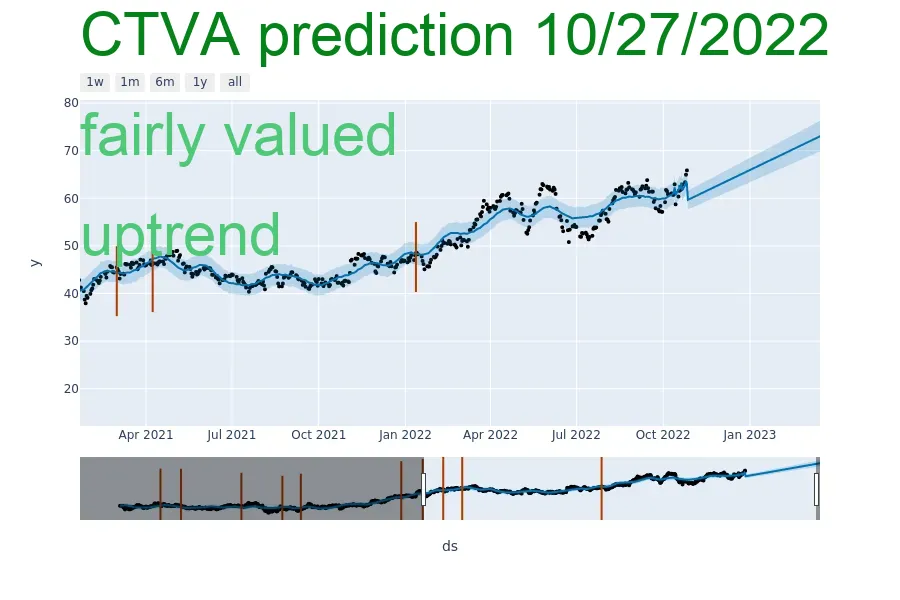 CTVA prediction 10/27/2022
1w 1m 6m 1y all
80
fairly valued
70
60
uptrend
50
y
40
30
20
Apr 2021 Jul 2021 Oct 2021 Jan 2022 Apr 2022 Jul 2022 Oct 2022 Jan 2023
ds